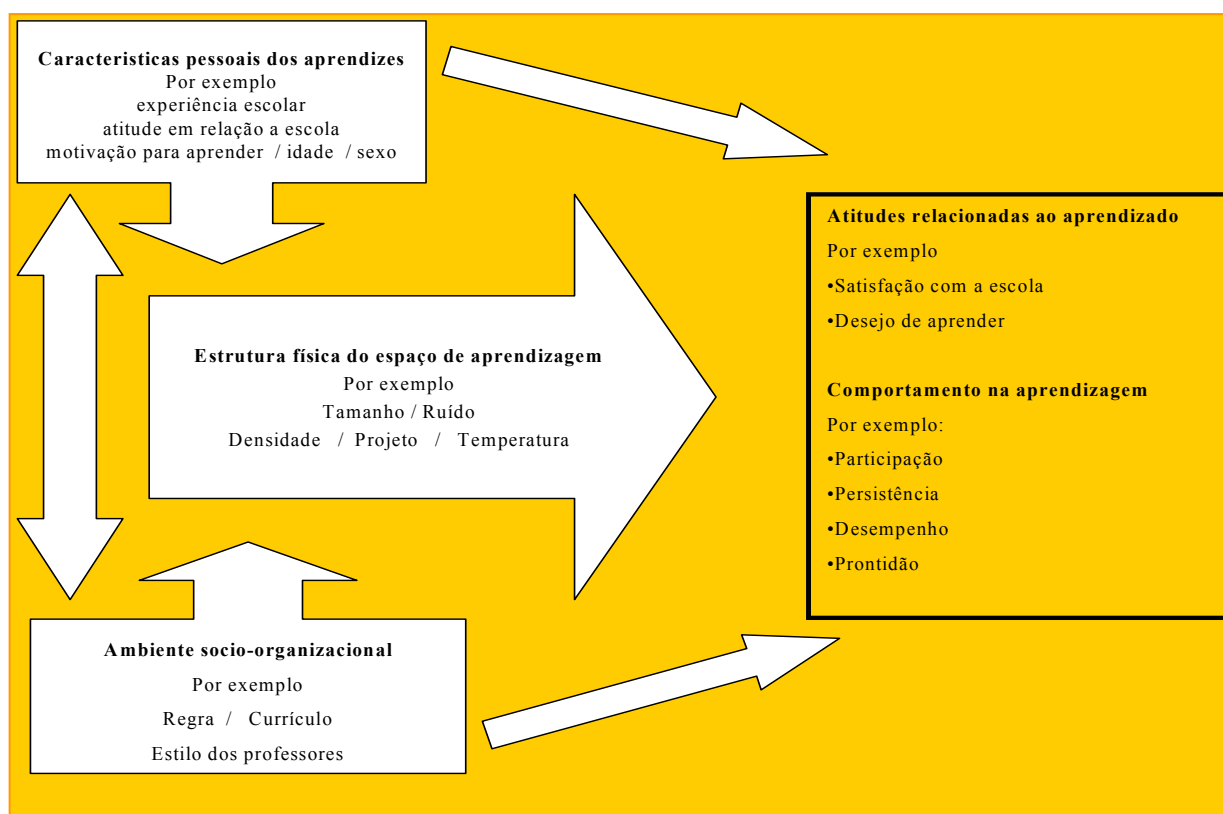 Caracteristicas pessoais dos aprendizes
Por exemplo
experiência escolar
atitude em relação a escola
motivação para aprender / idade / sexo
Estrutura física do espaço de aprendizagem
Por exemplo
Tamanho / Ruído
Densidade / Projeto / Temperatura
Ambiente socio-organizacional
Por exemplo
Regra / Currículo
Estilo dos professores
Atitudes relacionadas ao aprendizado
Por exemplo
•Satisfação com a escola
•Desejo de aprender
Comportamento na aprendizagem
Por exemplo:
•Participação
•Persistência
•Desempenho
•Prontidão